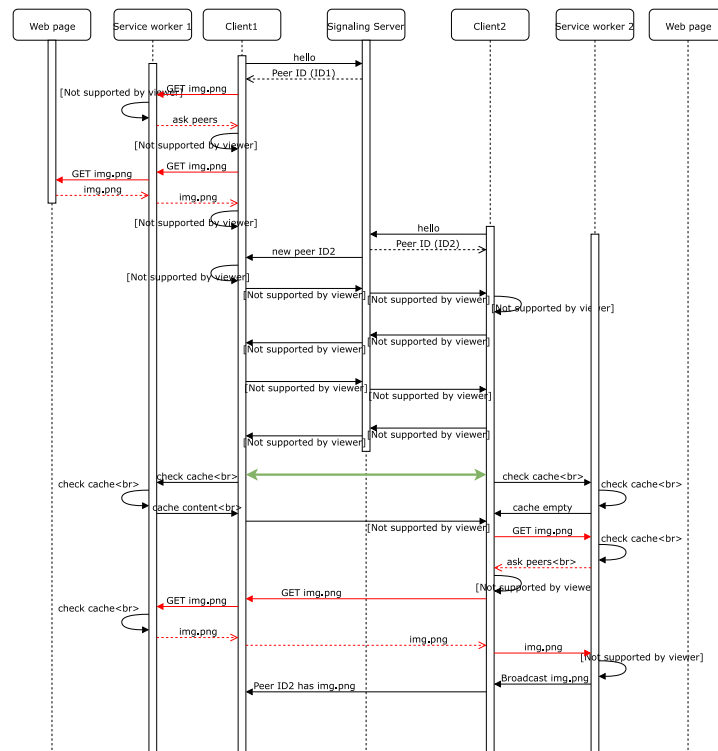 Web page
Service worker 1
Client1
Signaling Server
Client2
Service worker 2
Web page
hello
Peer ID (ID1)
GET img.png
[Not supported by viewer]
ask peers
[Not supported by viewer]
GET img.png
GET img.png
img.png
img.png
[Not supported by viewer]
hello
Peer ID (ID2)
new peer ID2
[Not supported by viewer]
[Not supported by viewer]
[Not supported by viewer]
[Not supported by viewer]
[Not supported by viewer]
[Not supported by viewer]
[Not supported by viewer]
[Not supported by viewer]
[Not supported by viewer]
[Not supported by viewer]
check cache<br>
check cache<br>
check cache<br>
check cache<br>
cache content<br>
cache empty
[Not supported by viewer]
GET img.png
check cache<br>
ask peers<br>
[Not supported by viewe
GET img.png
GET img.png
check cache<br>
img.png
img.png
img.png
[Not supported by viewer]
Broadcast img.png
Peer ID2 has img.png